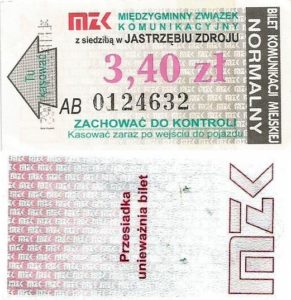 MZK MIĘDZYGMINNY ZWIĄZEK
KOMUNIKACYJNY
z siedzibą w JASTRZĘBIU ZDROJU
3,40 zł
AB 0124632
ZACHOWAĆ DO KONTROLI
Kasować zaraz po wejściu do pojazdu
Tu kasować
BILET KOMUNIKACJI MIEJSKIEJ
NORMALNY
Przesiadka
unieważnia bilet
MZK